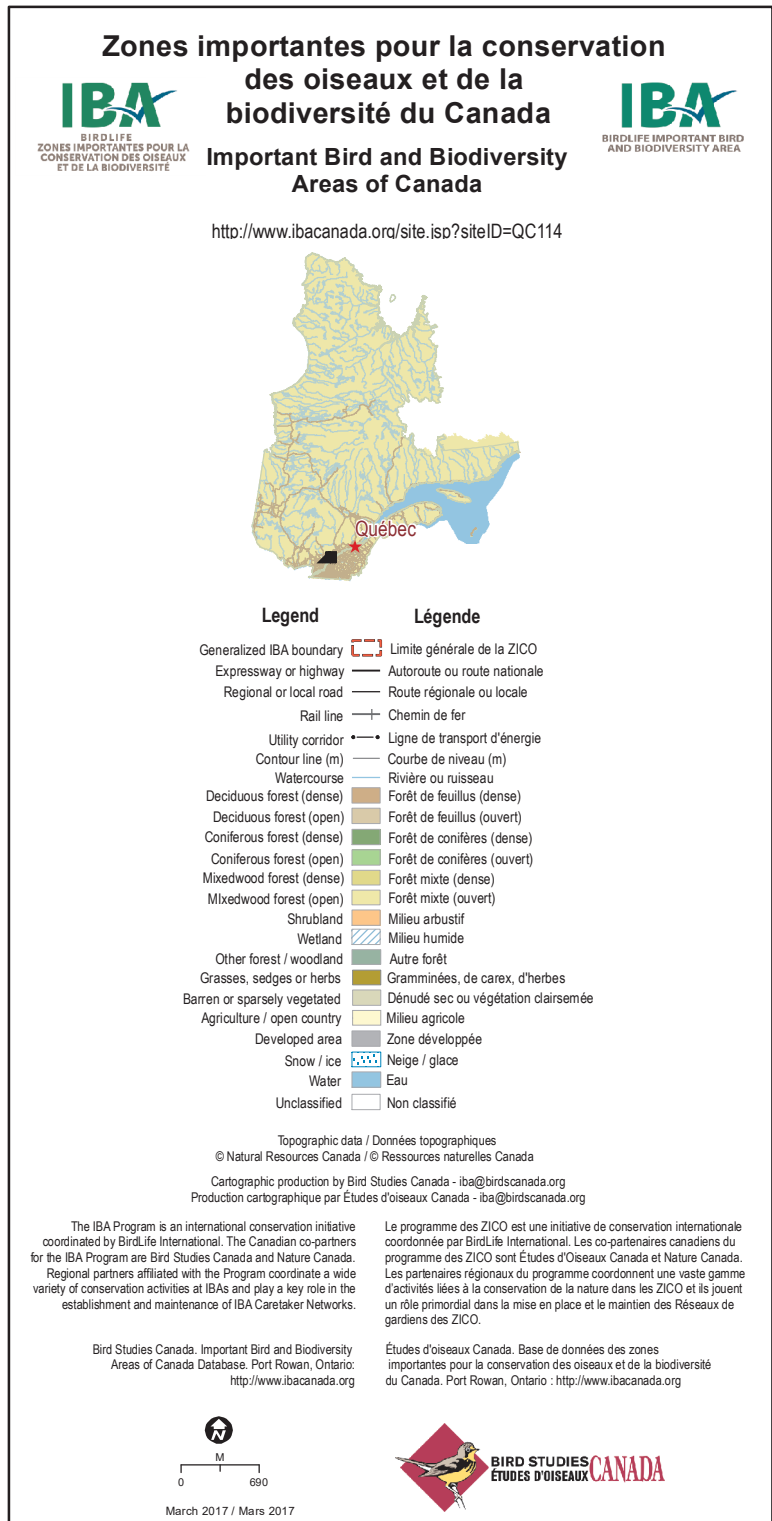 Zones importantes pour la conservation
des oiseaux et de la
biodiversité du Canada
IBA
BIRDLIFE
ZONES IMPORTANTES POUR LA
CONSERVATION DES OISEAUX
ET DE LA BIODIVERSITÉ
IBA
BIRDLIFE IMPORTANT BIRD
AND BIODIVERSITY AREA
Important Bird and Biodiversity
Areas of Canada
http://www.ibacanada.org/site.jsp?siteID=QC114
Québec
Legend Légende
Generalized IBA boundary Limite générale de la ZICO
Expressway or highway Autoroute ou route nationale
Regional or local road Route régionale ou locale
Rail line Chemin de fer
Utility corridor Ligne de transport d'énergie
Contour line (m) Courbe de niveau (m)
Watercourse Rivière ou ruisseau
Deciduous forest (dense) Forêt de feuillus (dense)
Deciduous forest (open) Forêt de feuillus (ouvert)
Coniferous forest (dense) Forêt de conifères (dense)
Coniferous forest (open) Forêt de conifères (ouvert)
Mixedwood forest (dense) Forêt mixte (dense)
MIxedwood forest (open) Forêt mixte (ouvert)
Shrubland Milieu arbustif
Wetland Milieu humide
Other forest / woodland Autre forêt
Grasses, sedges or herbs Gramminées, de carex, d'herbes
Barren or sparsely vegetated Dénudé sec ou végétation clairsemée
Agriculture / open country Milieu agricole
Developed area Zone développée
Snow / ice Neige / glace
Water Eau
Unclassified Non classifié
Topographic data / Données topographiques
© Natural Resources Canada / © Ressources naturelles Canada
Cartographic production by Bird Studies Canada - iba@birdscanada.org
Production cartographique par Études d'oiseaux Canada - iba@birdscanada.org
The IBA Program is an international conservation initiative
coordinated by BirdLife International. The Canadian co-partners
for the IBA Program are Bird Studies Canada and Nature Canada.
Regional partners affiliated with the Program coordinate a wide
variety of conservation activities at IBAs and play a key role in the
establishment and maintenance of IBA Caretaker Networks.
Le programme des ZICO est une initiative de conservation internationale
coordonnée par BirdLife International. Les co-partenaires canadiens du
programme des ZICO sont Études d'Oiseaux Canada et Nature Canada.
Les partenaires régionaux du programme coordonnent une vaste gamme
d'activités liées à la conservation de la nature dans les ZICO et ils jouent
un rôle primordial dans la mise en place et le maintien des Réseaux de
gardiens des ZICO.
Bird Studies Canada. Important Bird and Biodiversity
Areas of Canada Database. Port Rowan, Ontario:
http://www.ibacanada.org
Études d'oiseaux Canada. Base de données des zones
importantes pour la conservation des oiseaux et de la biodiversité
du Canada. Port Rowan, Ontario : http://www.ibacanada.org
N
M
0 690
March 2017 / Mars 2017
BIRD STUDIES
ÉTUDES D'OISEAUX CANADA